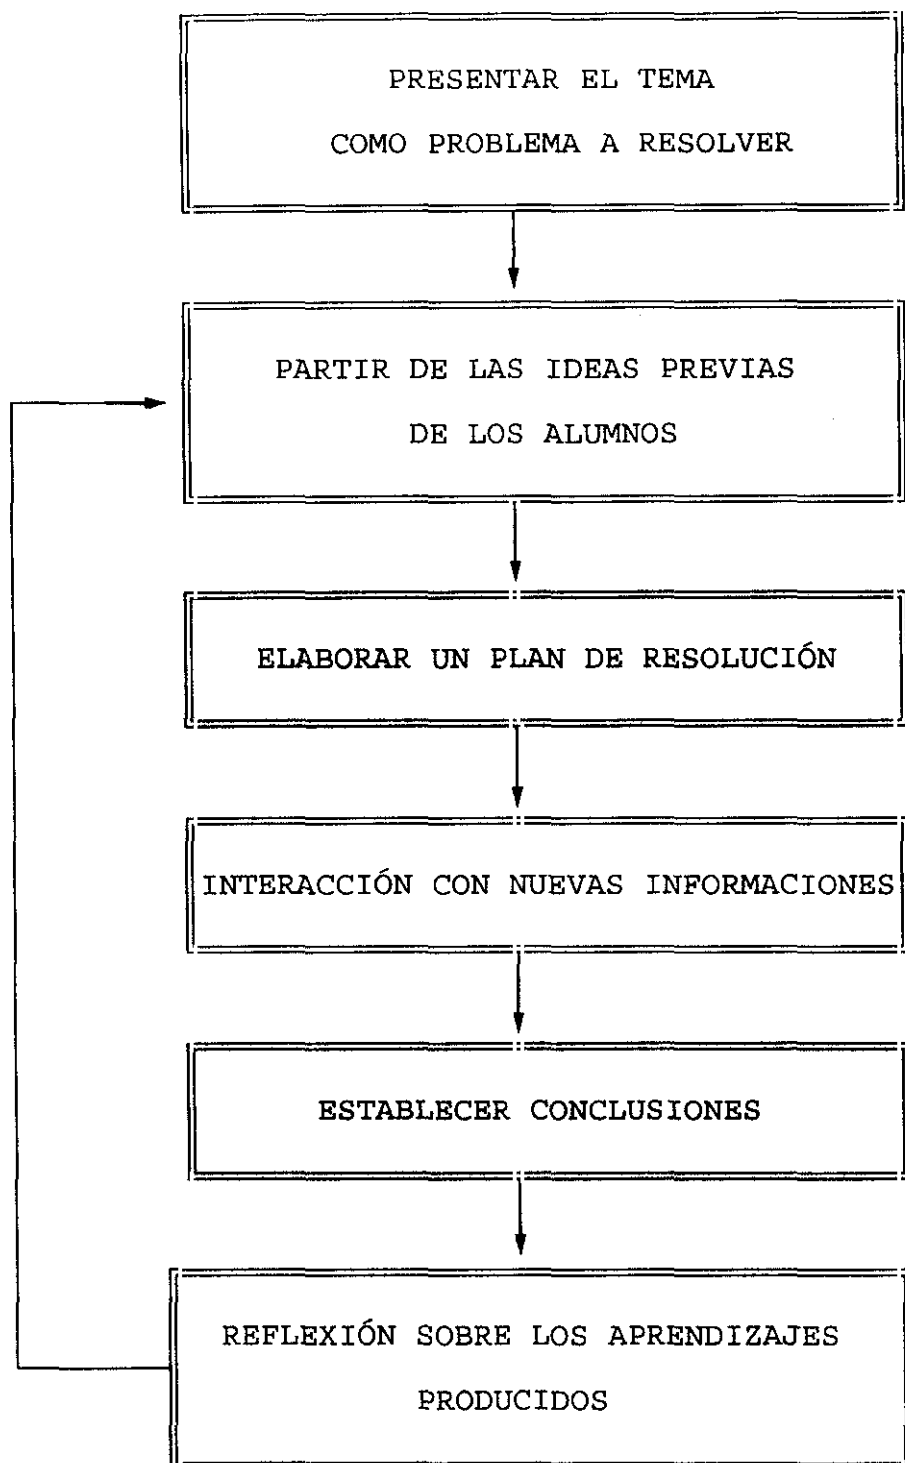 PRESENTAR EL TEMA
COMO PROBLEMA A RESOLVER
PARTIR DE LAS IDEAS PREVIAS
DE LOS ALUMNOS
ELABORAR UN PLAN DE RESOLUCIÓN
INTERACCIÓN CON NUEVAS INFORMACIONES
ESTABLECER CONCLUSIONES
REFLEXIÓN SOBRE LOS APRENDIZAJES
PRODUCIDOS